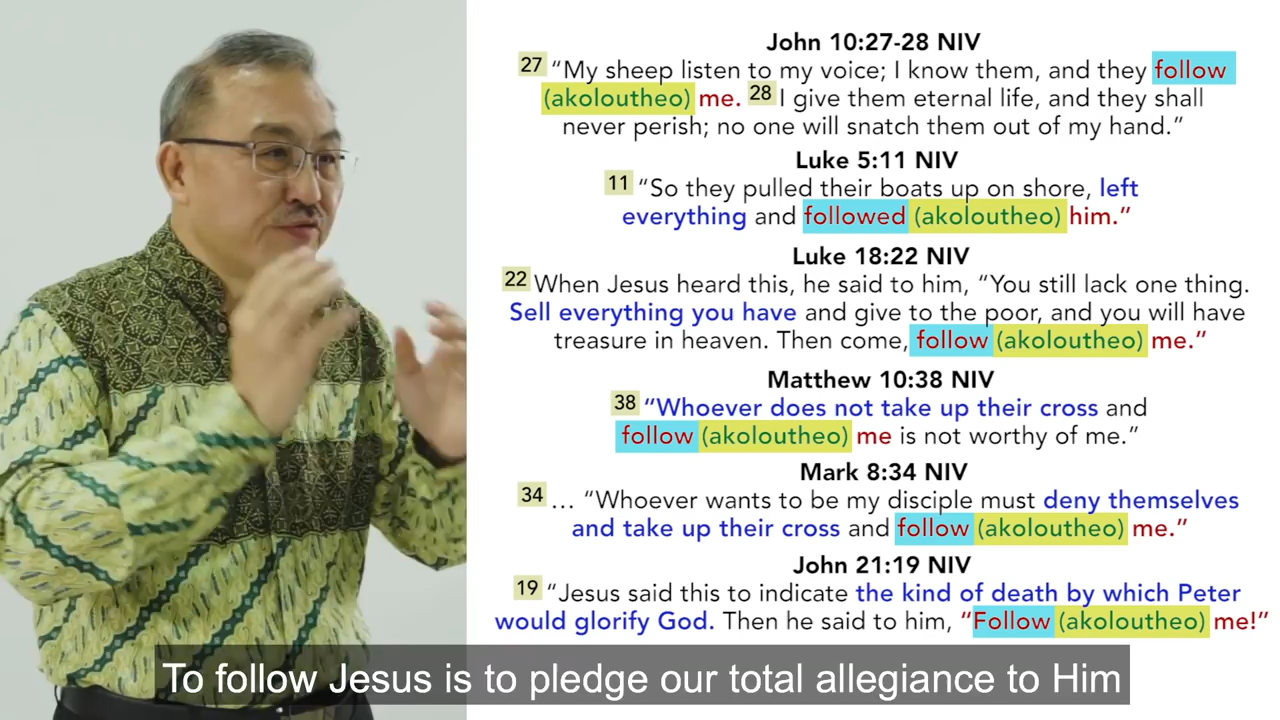 John 10:27-28 NIV
27 “My sheep listen to my voice; I know them, and they follow
(akoloutheo) me. 28 I give them eternal life, and they shall
never perish; no one will snatch them out of my hand.”
Luke 5:11 NIV
11 “So they pulled their boats up on shore, left
everything and followed (akoloutheo) him.”
Luke 18:22 NIV
22 When Jesus heard this, he said to him, “You still lack one thing.
Sell everything you have and give to the poor, and you will have
treasure in heaven. Then come, follow (akoloutheo) me.”
Matthew 10:38 NIV
38 “Whoever does not take up their cross and
follow (akoloutheo) me is not worthy of me.”
Mark 8:34 NIV
34 … “Whoever wants to be my disciple must deny themselves
and take up their cross and follow (akoloutheo) me.”
John 21:19 NIV
19 “Jesus said this to indicate the kind of death by which Peter
would glorify God. Then he said to him, “Follow (akoloutheo) me!”
To follow Jesus is to pledge our total allegiance to Him